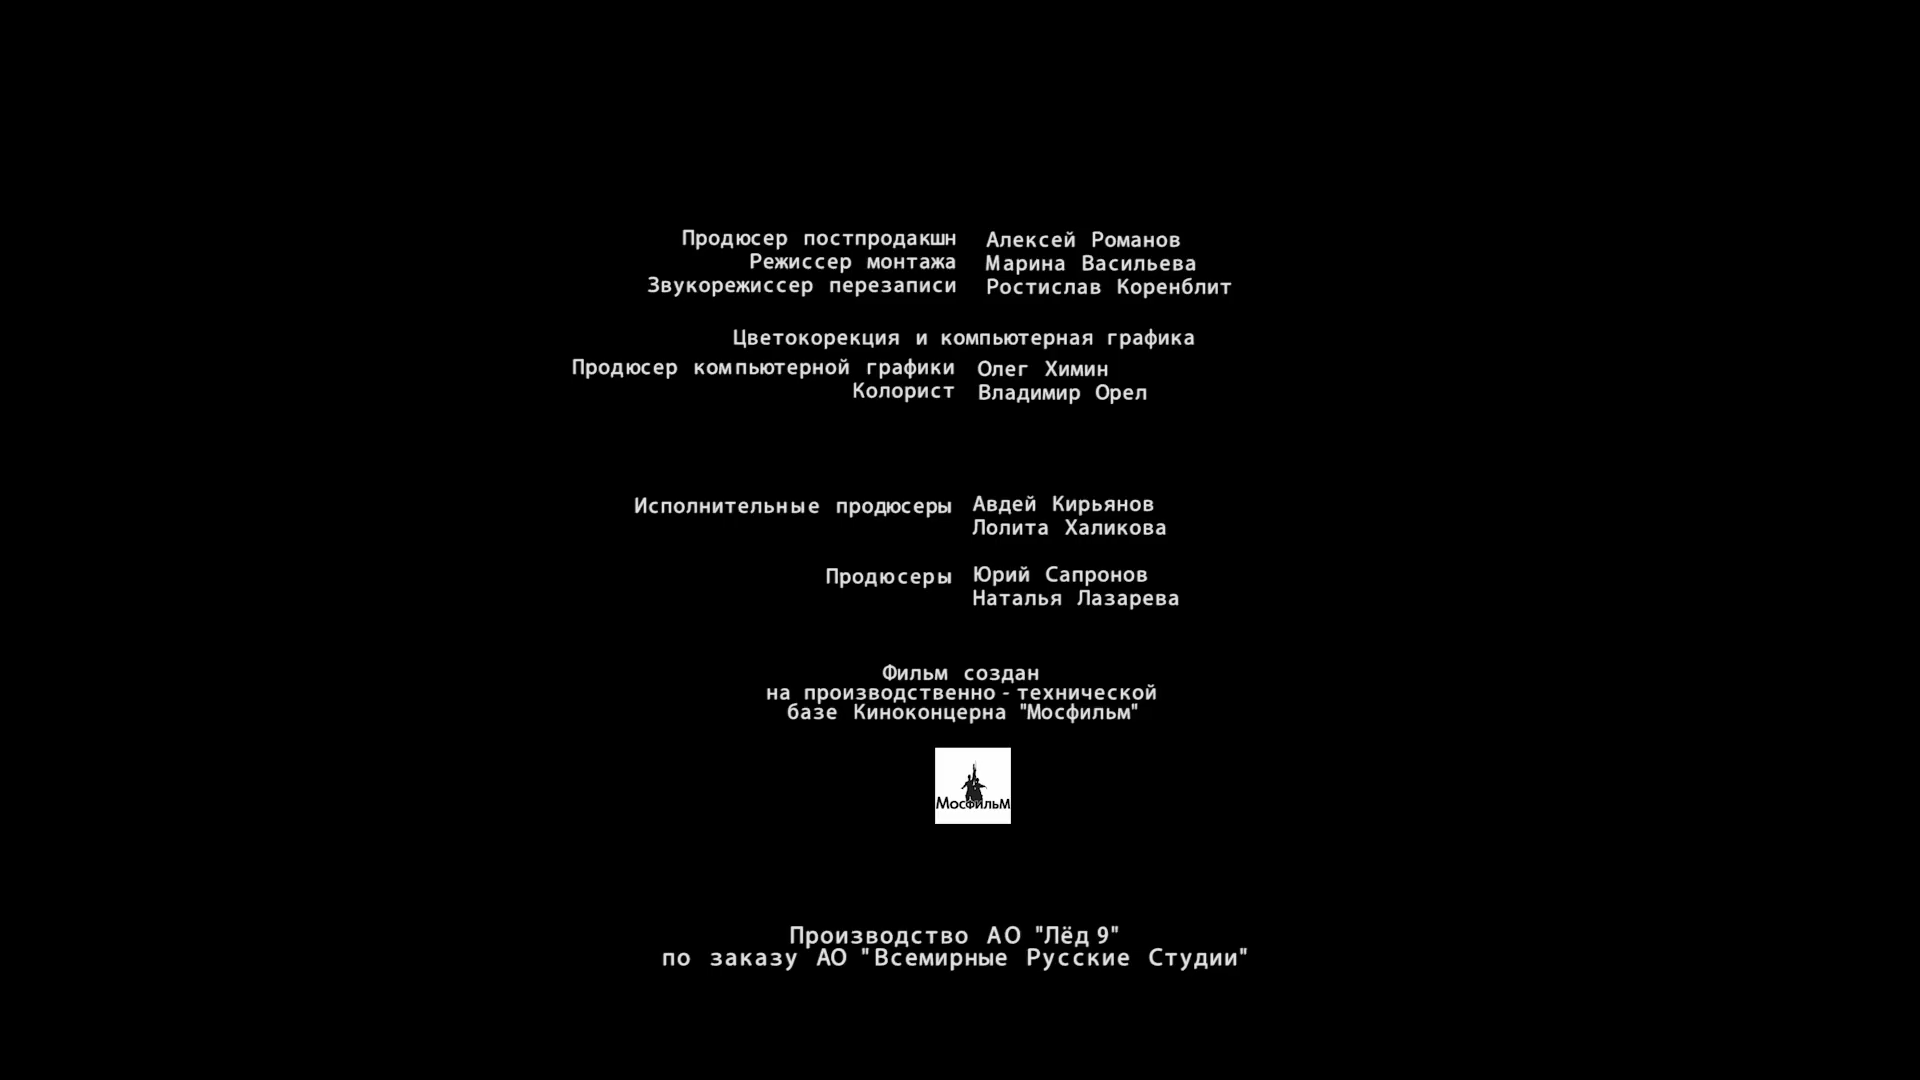 Продюсер постпродакшн Алексей Романов
Режиссер монтажа Марина Васильева
Звукорежиссер перезаписи Ростислав Коренблит
Цветокорекция и компьютерная графика
Продюсер компьютерной графики Олег Химин
Колорист Владимир Орел
Исполнительные продюсеры Авдей Кирьянов
Лолита Халикова
Продюсеры Юрий Сапронов
Наталья Лазарева
Фильм создан
на производственно - технической
базе Киноконцерна "Мосфильм"
МосфильМ
Производство АО "Лёд 9"
по заказу АО "Всемирные Русские Студии"